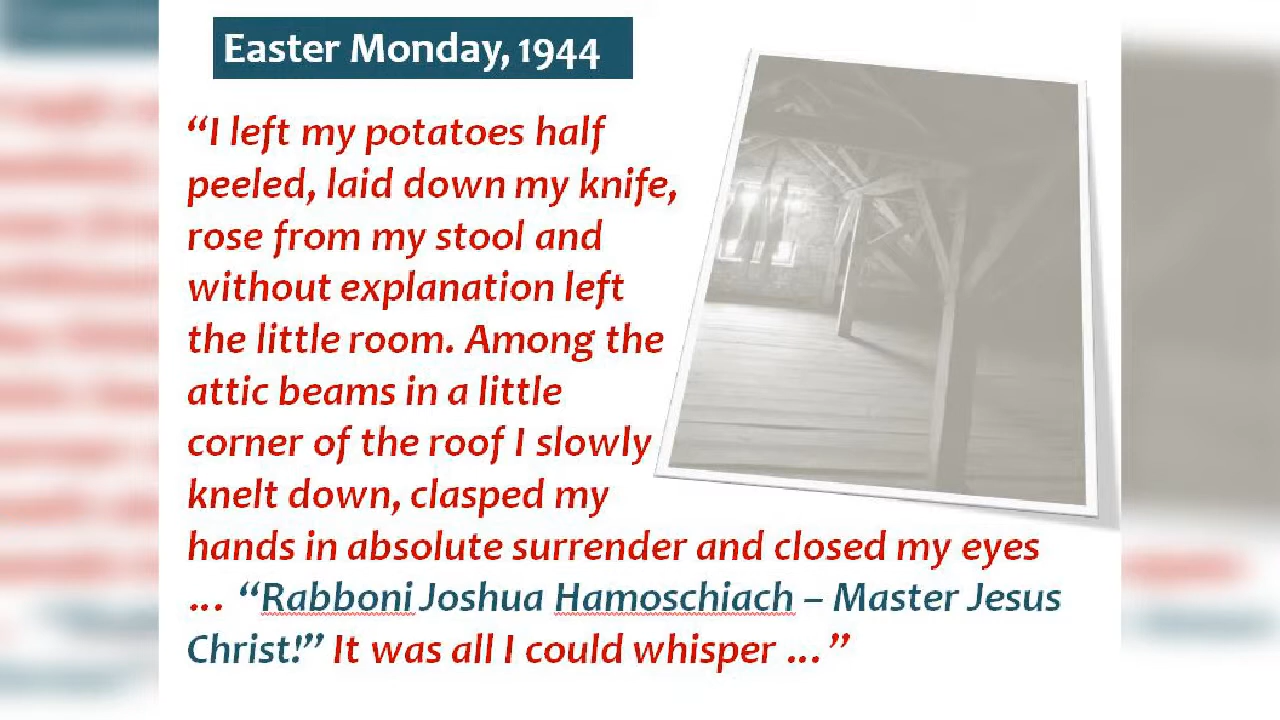 Easter Monday, 1944
“I left my potatoes half
peeled, laid down my knife,
rose from my stool and
without explanation left
the little room. Among the
attic beams in a little
corner of the roof I slowly
knelt down, clasped my
hands in absolute surrender and closed my eyes
… “Rabboni Joshua Hamoschiach – Master Jesus
Christ!” It was all I could whisper …”